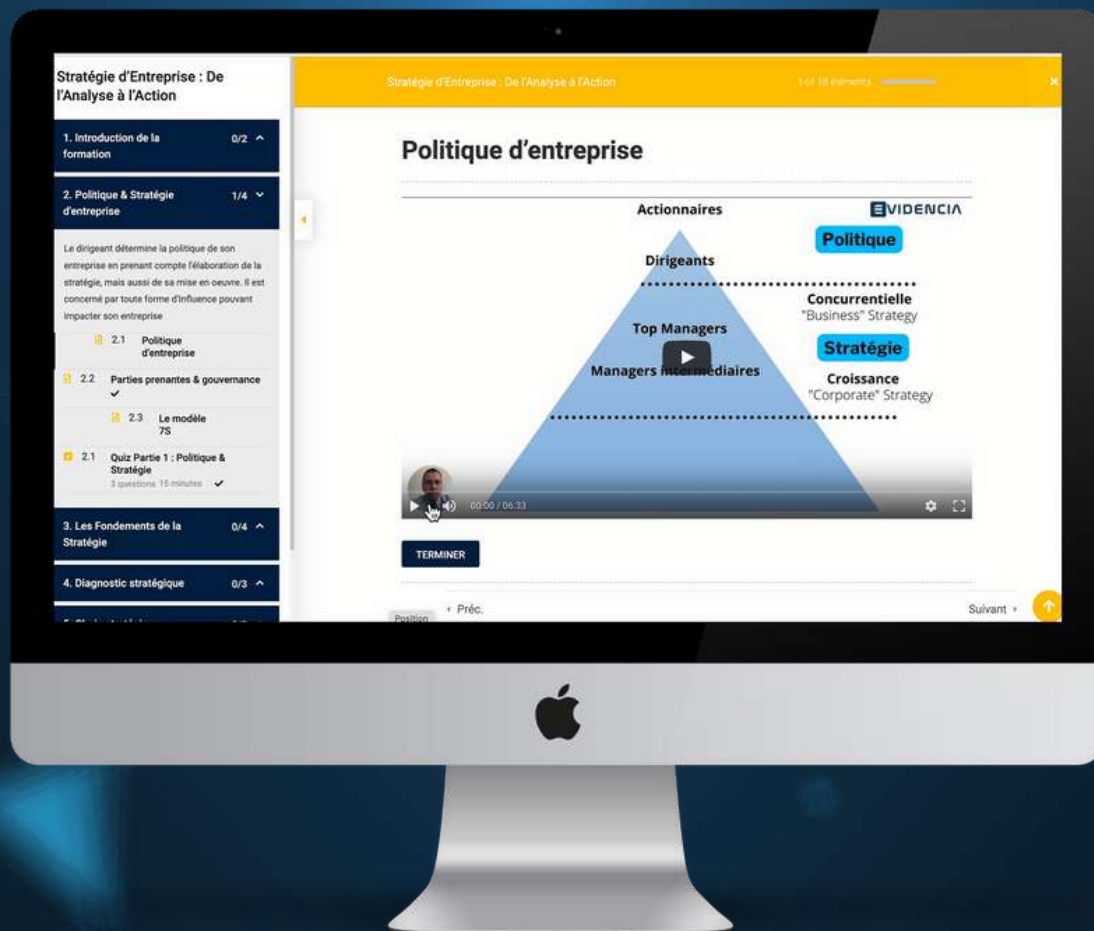 Stratégie d'Entreprise : De
l'Analyse à l'Action
1. Introduction de la
formation
0/2
2. Politique & Stratégie
d'entreprise
1/4
Le dirigeant détermine la politique de son
entreprise en prenant compte l'élaboration de la
stratégie, mais aussi de sa mise en oeuvre. Il est
concerné par toute forme d'influence pouvant
impacter son entreprise
2.1 Politique
d'entreprise
2.2 Parties prenantes & gouvernance
2.3 Le modèle
7S
2.1 Quiz Partie 1 : Politique &
Stratégie
3 questions 15 minutes
3. Les Fondements de la
Stratégie
0/4
4. Diagnostic stratégique
0/3
Stratégie d'Entreprise : De l'Analyse à l'Action
Politique d'entreprise
Actionnaires
EVIDENCIA
Politique
Dirigeants
Concurrentielle
"Business" Strategy
Top Managers
Stratégie
Managers intermédiaires
Croissance
"Corporate" Strategy
00:00 / 06:33
TERMINER
Préc.
Suivant
Position